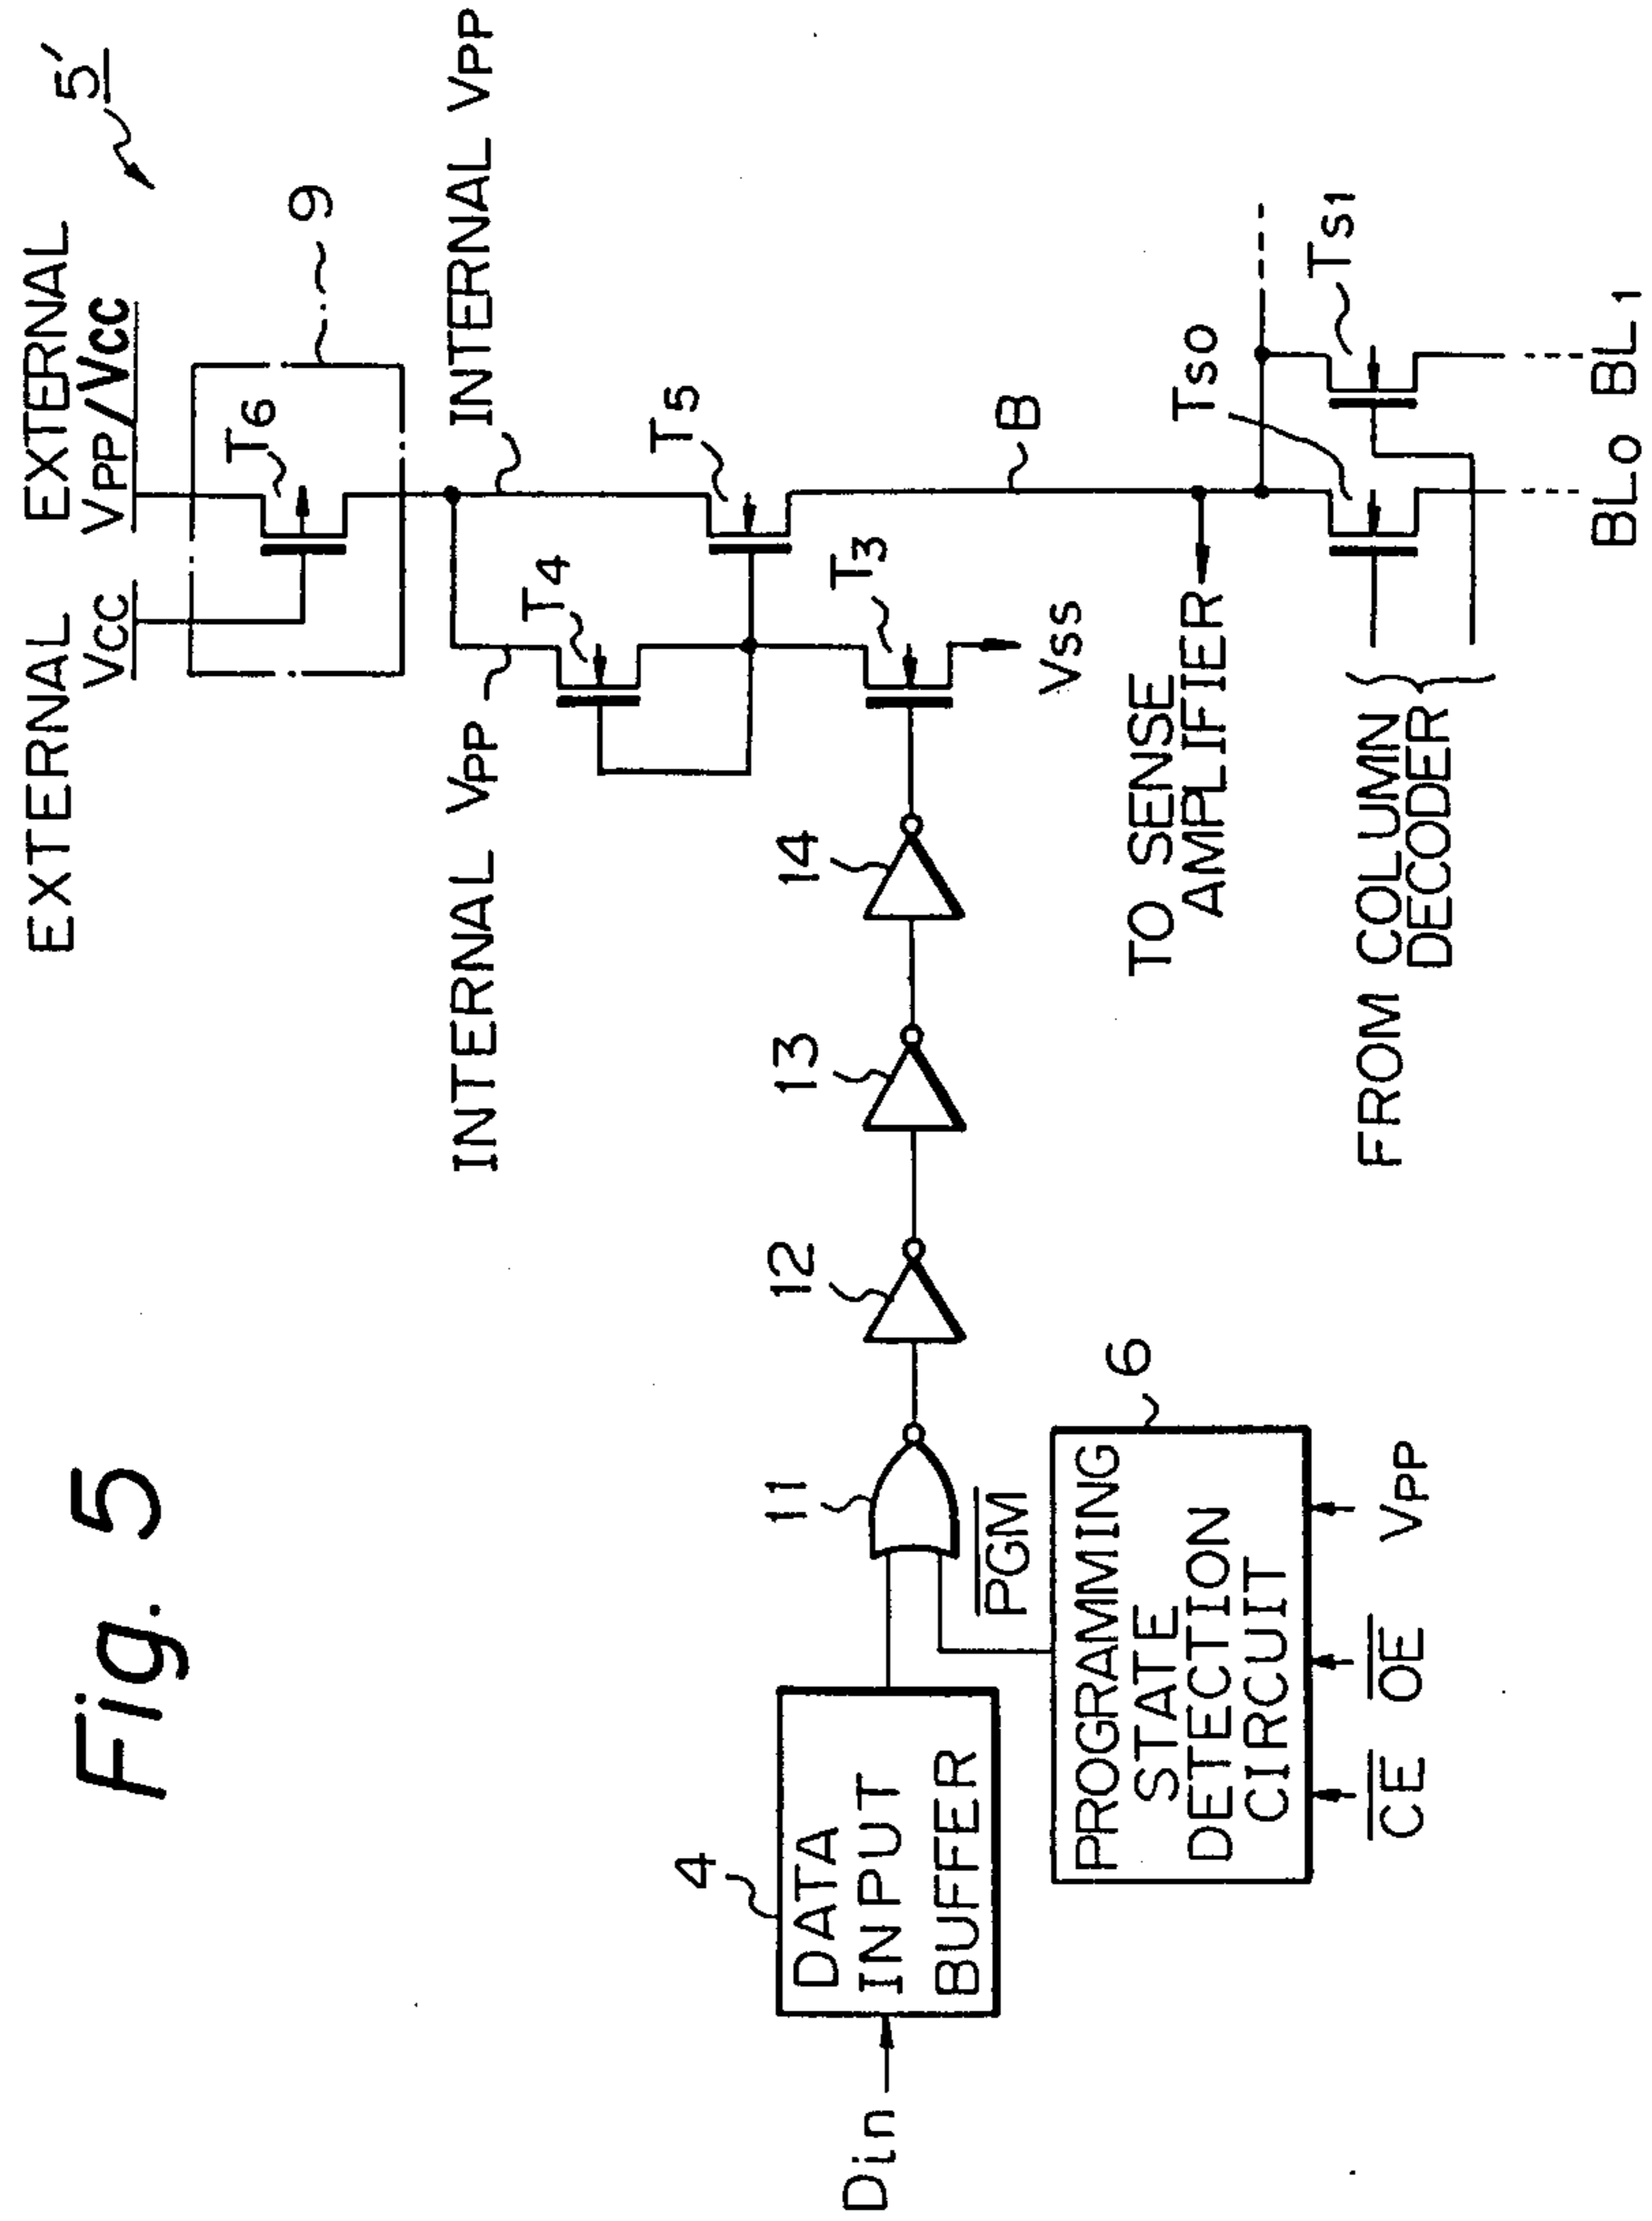 Fig. 5
5'
EXTERNAL
VCC
EXTERNAL
VPP/VCC
9
T6
INTERNAL VPP
INTERNAL VPP
T4
T5
T3
VSS
B
Din
4
DATA
INPUT
BUFFER
11
12
13
14
PGM
6
PROGRAMMING
STATE
DETECTION
CIRCUIT
CE
OE
VPP
TO SENSE
AMPLIFIER
FROM COLUMN
DECODER
TS0
TS1
BL0
BL1